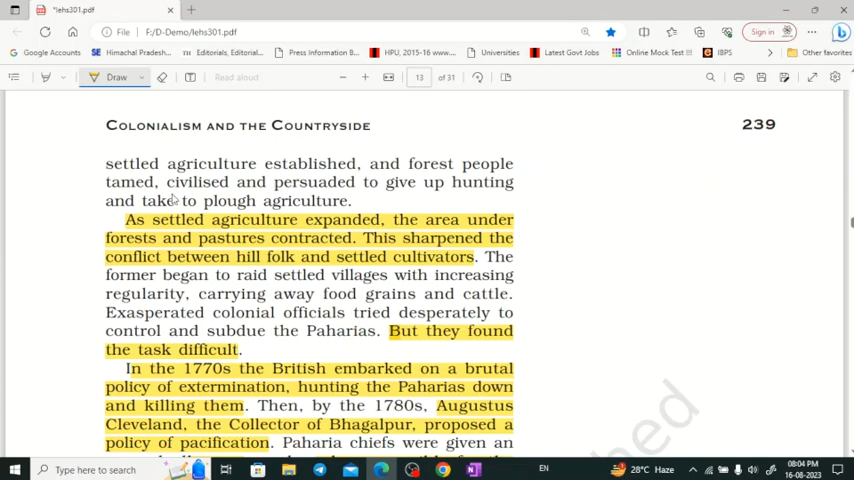 *lehs301.pdf
File
F:/D-Demo/lehs301.pdf
Sign in
Google Accounts
Himachal Pradesh...
Editorials, Editorial...
Press Information B...
HPU, 2015-16 www....
Universities
Latest Govt Jobs
Online Mock Test !!...
IBPS
Other favorites
Draw
Read aloud
13
of 31
COLONIALISM AND THE COUNTRYSIDE
239
settled agriculture established, and forest people
tamed, civilised and persuaded to give up hunting
and take to plough agriculture.
As settled agriculture expanded, the area under
forests and pastures contracted. This sharpened the
conflict between hill folk and settled cultivators. The
former began to raid settled villages with increasing
regularity, carrying away food grains and cattle.
Exasperated colonial officials tried desperately to
control and subdue the Paharias. But they found
the task difficult.
In the 1770s the British embarked on a brutal
policy of extermination, hunting the Paharias down
and killing them. Then, by the 1780s, Augustus
Cleveland, the Collector of Bhagalpur, proposed a
policy of pacification. Paharia chiefs were given an
Type here to search
28°C Haze
EN
08:04 PM
16-08-2023